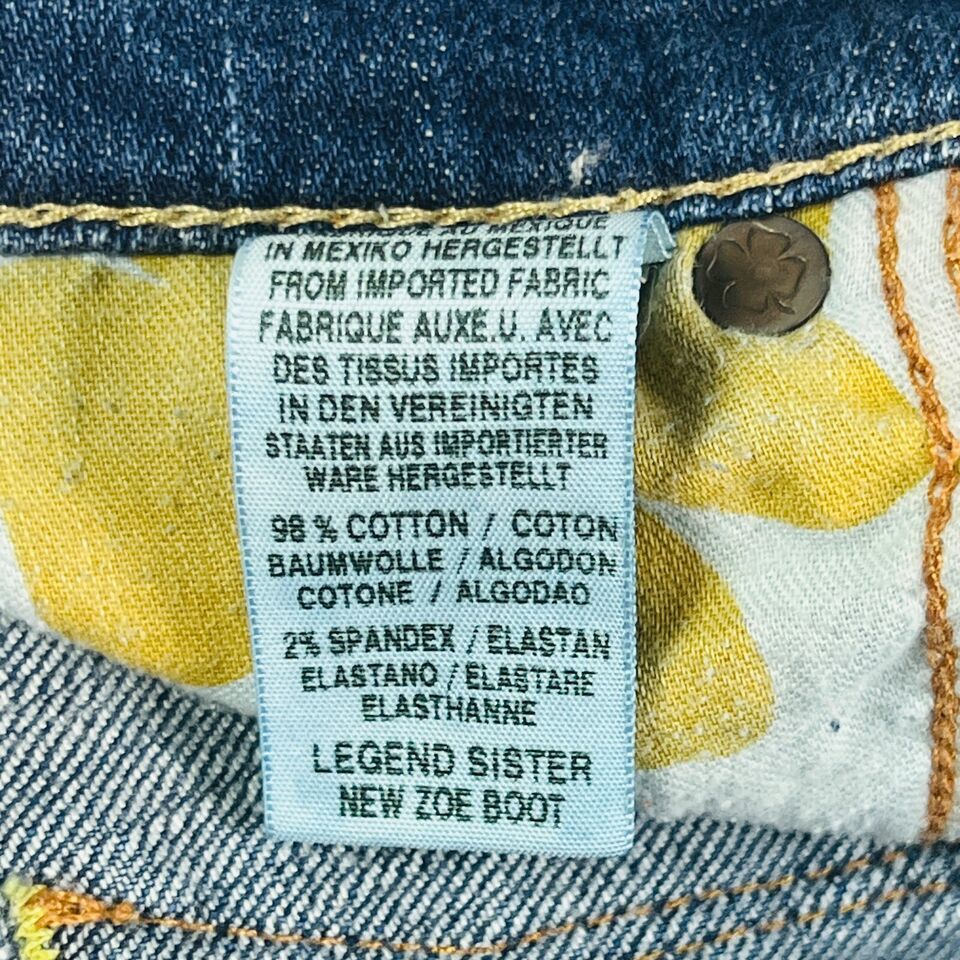 AU MEXIQUE
IN MEXIKO HERGESTELLT
FROM IMPORTED FABRIC
FABRIQUE AUXE.U. AVEC
DES TISSUS IMPORTES
IN DEN VEREINIGTEN
STAATEN AUS IMPORTIERTER
WARE HERGESTELLT
98 % COTTON / COTON
BAUMWOLLE / ALGODON
COTONE / ALGODAO
2% SPANDEX / ELASTAN
ELASTANO / ELASTARE
ELASTHANNE
LEGEND SISTER
NEW ZOE BOOT